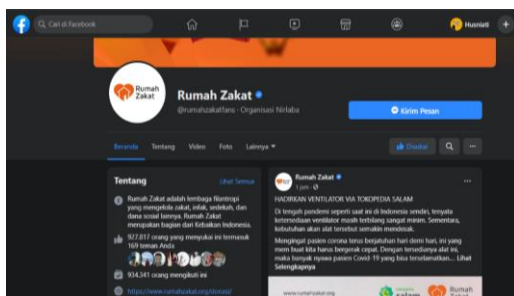 Cari di Facebook
Husniati
Rumah
Zakat
Rumah Zakat
@rumahzakatfans · Organisasi Nirlaba
Kirim Pesan
Beranda Tentang Video Foto Lainnya
Disukai
Tentang
Lihat Semua
Rumah Zakat adalah lembaga filantropi
yang mengelola zakat, infak, sedekah, dan
dana sosial lainnya. Rumah Zakat
merupakan bagian dari Kebaikan Indonesia.
927.817 orang yang menyukai ini termasuk
169 teman Anda
934.341 orang mengikuti ini
https://www.rumahzakat.org/donasi/
Rumah Zakat
1 jam
HADIRKAN VENTILATOR VIA TOKOPEDIA SALAM
Di tengah pandemi seperti saat ini di Indonesia sendiri, ternyata
ketersediaan ventilator masih terbilang sangat minim. Sementara,
kebutuhan akan alat tersebut semakin mendesak.
Mengingat pasien corona terus berjatuhan hari demi hari, ini yang
mem buat kita harus bergerak cepat. Dengan tersedianya alat ini,
maka banyak nyawa pasien Covid-19 yang bisa terselamatkan... Lihat
Selengkapnya
www.rumahzakat.org
salam
Rumah
Zakat